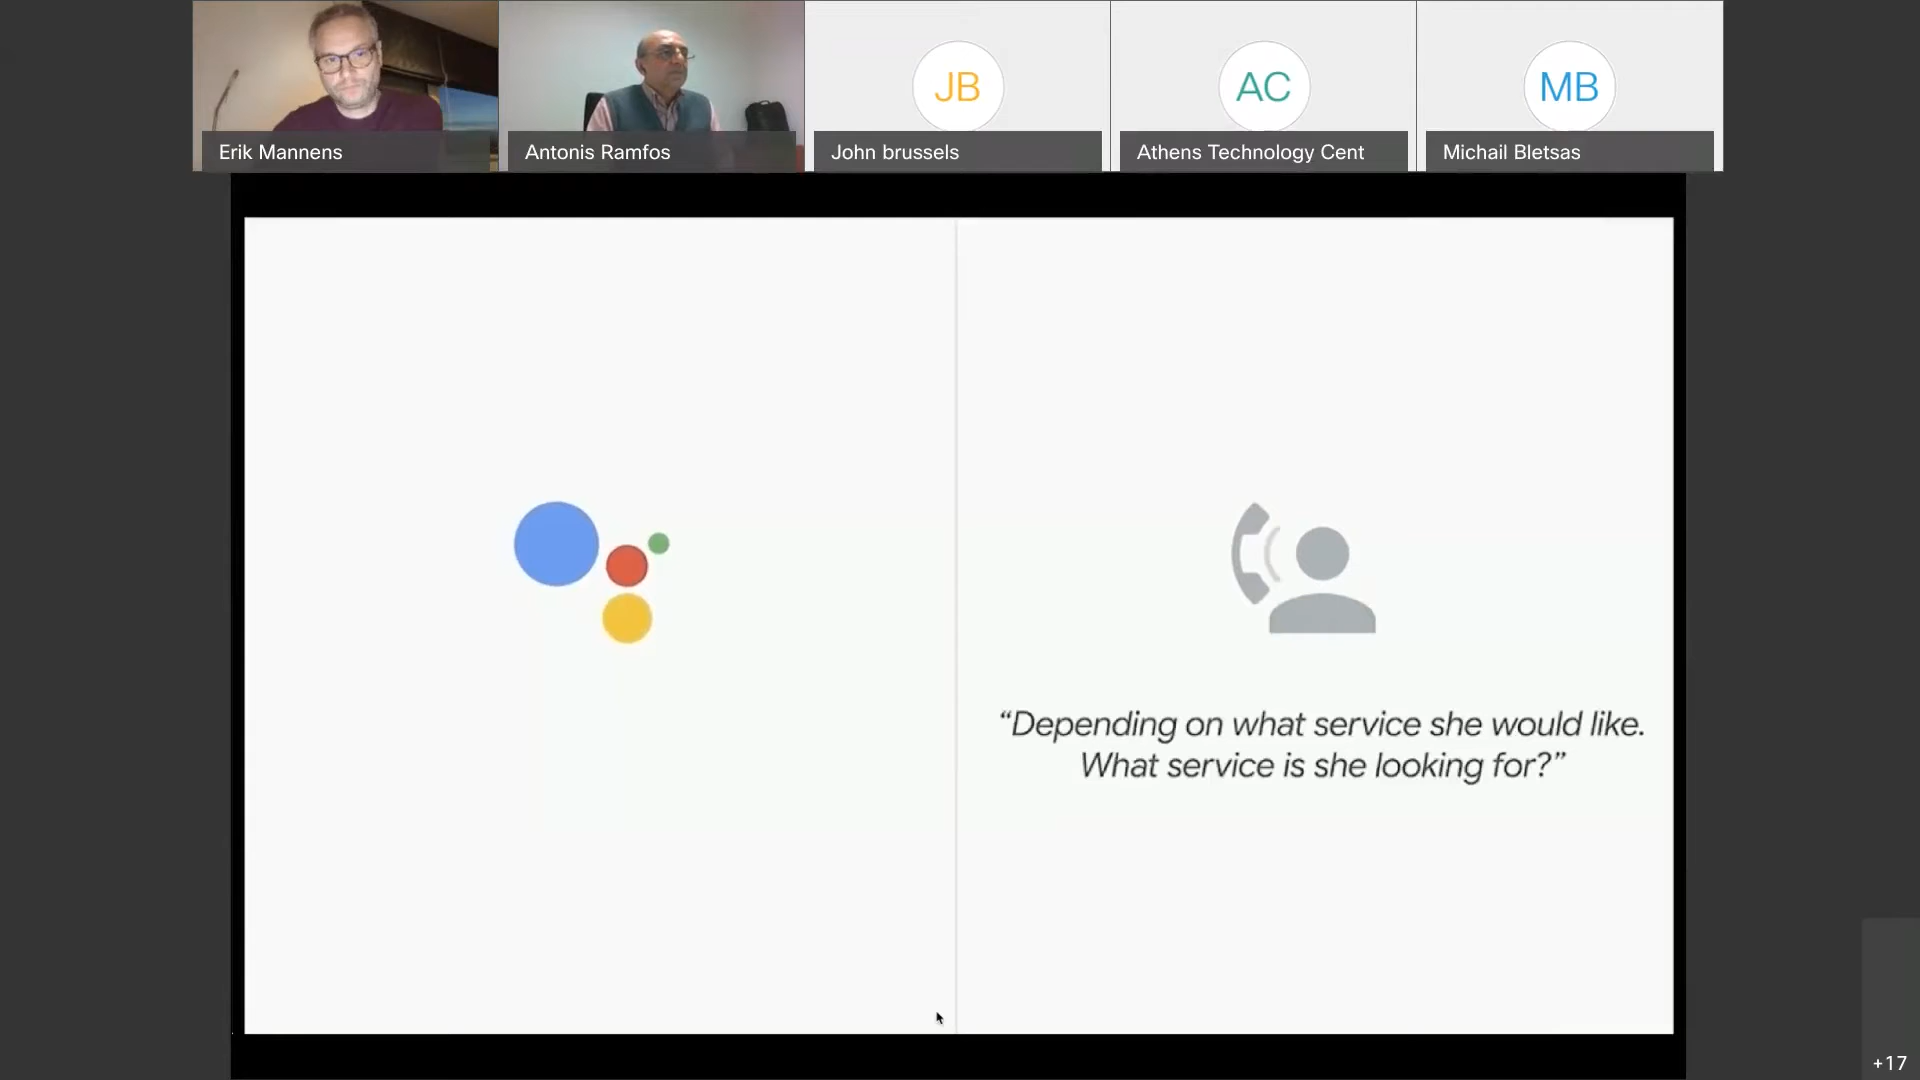 JB
AC
MB
Erik Mannens
Antonis Ramfos
John brussels
Athens Technology Cent
Michail Bletsas
“Depending on what service she would like.
What service is she looking for?”
+17